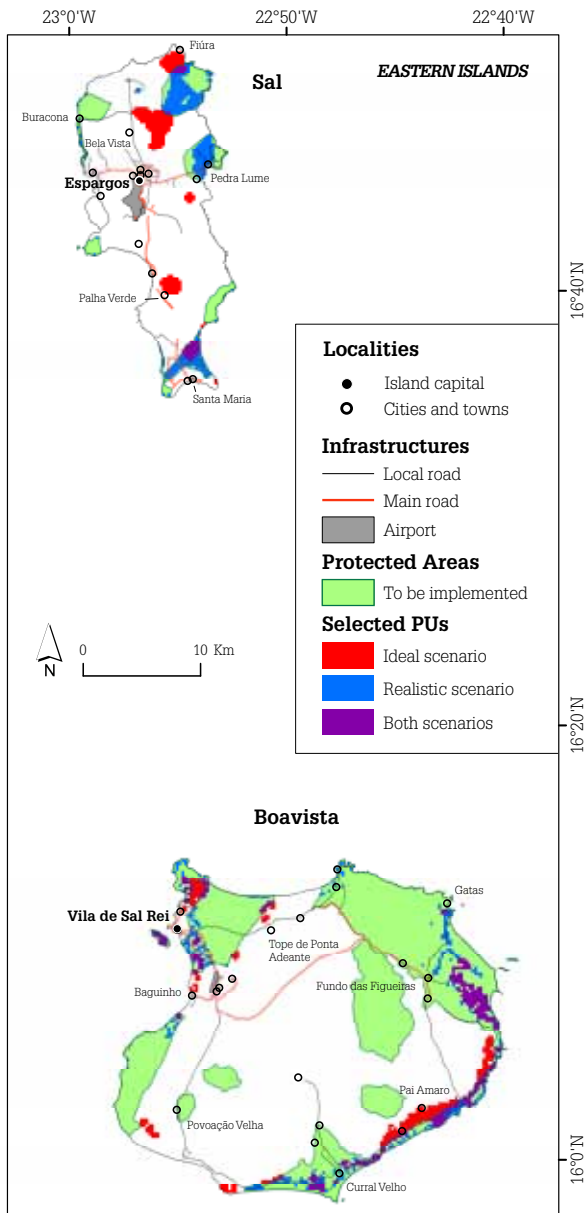 23°0'W
22°50'W
22°40'W
EASTERN ISLANDS
Fiúra
Sal
Buracona
Bela Vista
Espargos
Pedra Lume
Palha Verde
Santa Maria
16°40'N
Localities
Island capital
Cities and towns
Infrastructures
Local road
Main road
Airport
Protected Areas
To be implemented
Selected PUs
Ideal scenario
Realistic scenario
Both scenarios
0 10 Km
N
16°20'N
Boavista
Gatas
Vila de Sal Rei
Tope de Ponta
Adeante
Baguinho
Fundo das Figueiras
Pai Amaro
Povoação Velha
Curral Velho
16°0'N